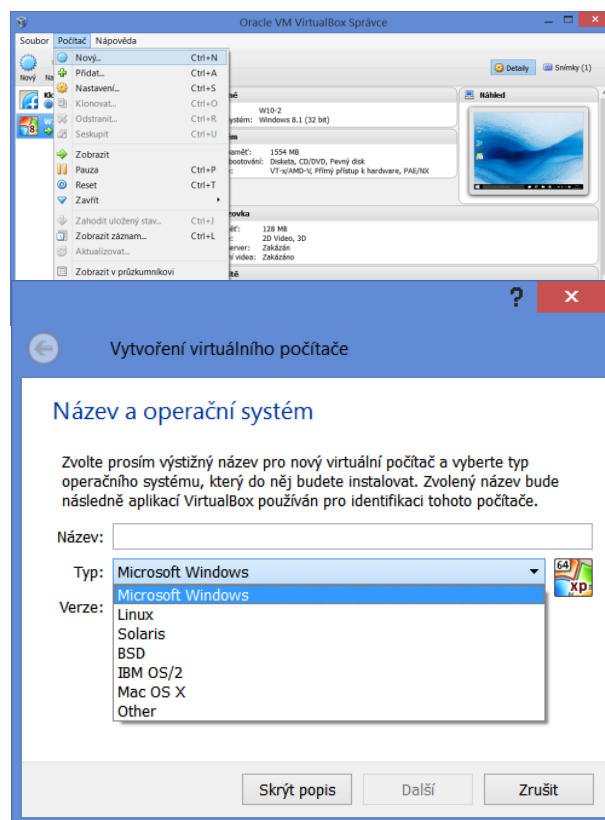 Oracle VM VirtualBox Správce
Soubor Počítač Nápověda
Nový
Nový... Ctrl+N
Přidat... Ctrl+A
Nastavení... Ctrl+S
Klonovat... Ctrl+O
Odstranit... Ctrl+R
Seskupit Ctrl+U
Zobrazit
Pauza Ctrl+P
Reset Ctrl+T
Zavřít
Zahodit uložený stav... Ctrl+J
Zobrazit záznam... Ctrl+L
Aktualizovat...
Zobrazit v průzkumníkovi
Detaily Snímky (1)
W10-2
Windows 8.1 (32 bit)
1554 MB
Disketa, CD/DVD, Pevný disk
VT-x/AMD-V, Přímý přístup k hardware, PAE/NX
Náhled
128 MB
2D Video, 3D
Zakázán
Zakázáno
?
Vytvoření virtuálního počítače
Název a operační systém
Zvolte prosím výstižný název pro nový virtuální počítač a vyberte typ
operačního systému, který do něj budete instalovat. Zvolený název bude
následně aplikací VirtualBox používán pro identifikaci tohoto počítače.
Název:
Typ: Microsoft Windows
64
XP
Verze:
Microsoft Windows
Linux
Solaris
BSD
IBM OS/2
Mac OS X
Other
Skrýt popis Další Zrušit